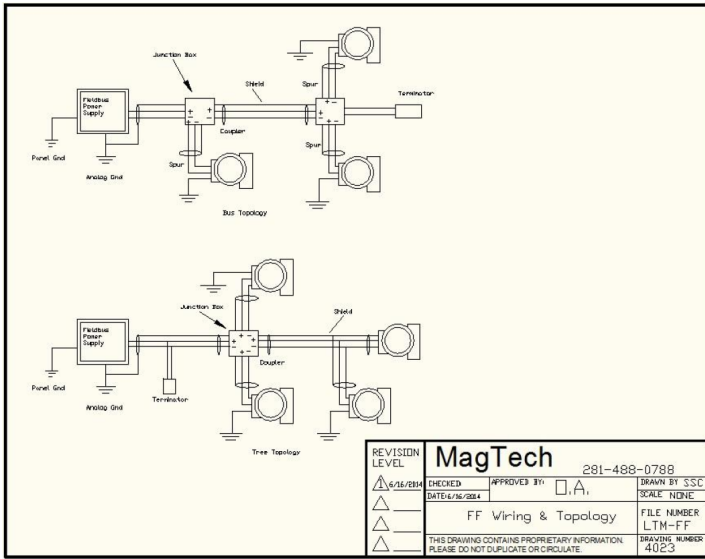 Junction Box
Shield
Spur
Terminator
Fieldbus
Power
Supply
+ -
+
-
+
-
+ -
Coupler
Spur
Spur
Panel Gnd
Analog Gnd
Bus Topology
Junction Box
Shield
Fieldbus
Power
Supply
+ -
+
-
+
-
+ -
Coupler
Panel Gnd
Analog Gnd
Terminator
Tree Topology
REVISION
LEVEL
MagTech
281-488-0788
1 6/16/2014
CHECKED:
APPROVED BY: O.A.
DRAWN BY SSC
DATE:6/16/2014
SCALE NONE
FF Wiring & Topology
FILE NUMBER
LTM-FF
THIS DRAWING CONTAINS PROPRIETARY INFORMATION.
PLEASE DO NOT DUPLICATE OR CIRCULATE.
DRAWING NUMBER
4023